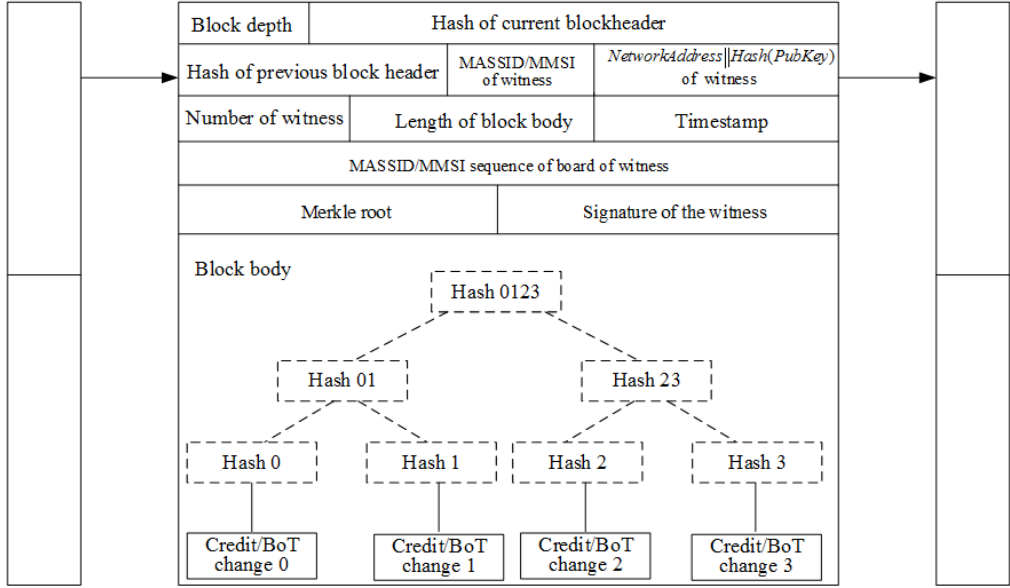 Block depth
Hash of current blockheader
Hash of previous block header
MASSID/MMSI
of witness
NetworkAddress||Hash(PubKey)
of witness
Number of witness
Length of block body
Timestamp
MASSID/MMSI sequence of board of witness
Merkle root
Signature of the witness
Block body
Hash 0123
Hash 01
Hash 23
Hash 0
Hash 1
Hash 2
Hash 3
Credit/BoT
change 0
Credit/BoT
change 1
Credit/BoT
change 2
Credit/BoT
change 3